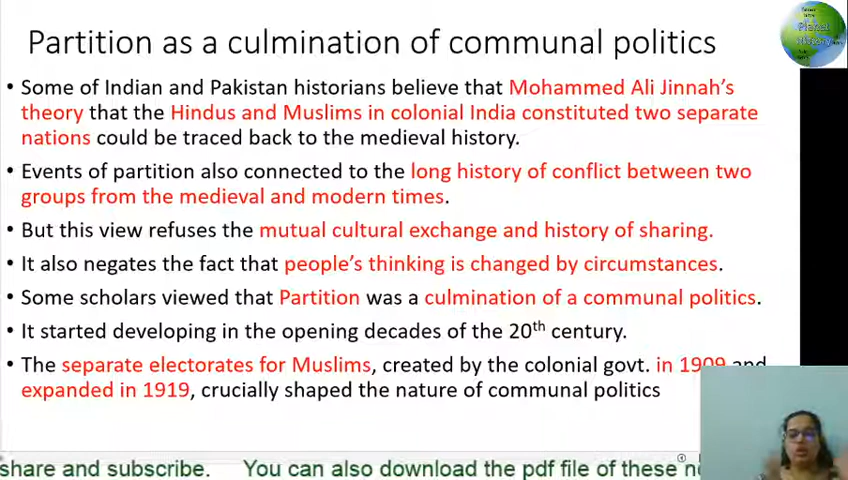 Partition as a culmination of communal politics
• Some of Indian and Pakistan historians believe that Mohammed Ali Jinnah's
theory that the Hindus and Muslims in colonial India constituted two separate
nations could be traced back to the medieval history.
• Events of partition also connected to the long history of conflict between two
groups from the medieval and modern times.
• But this view refuses the mutual cultural exchange and history of sharing.
• It also negates the fact that people's thinking is changed by circumstances.
• Some scholars viewed that Partition was a culmination of a communal politics.
• It started developing in the opening decades of the 20th century.
• The separate electorates for Muslims, created by the colonial govt. in 1909 and
expanded in 1919, crucially shaped the nature of communal politics
share and subscribe. You can also download the pdf file of these